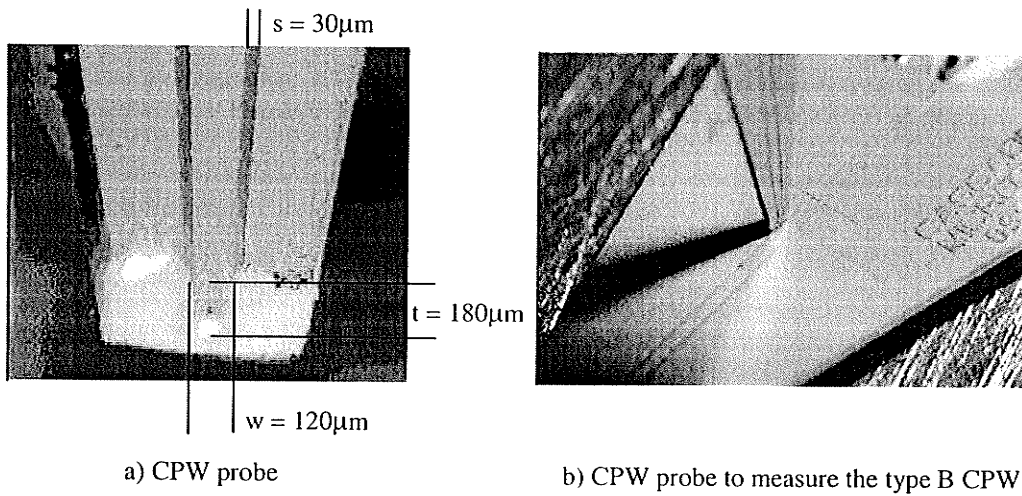 s = 30μm
t = 180μm
w = 120μm
a) CPW probe
b) CPW probe to measure the type B CPW